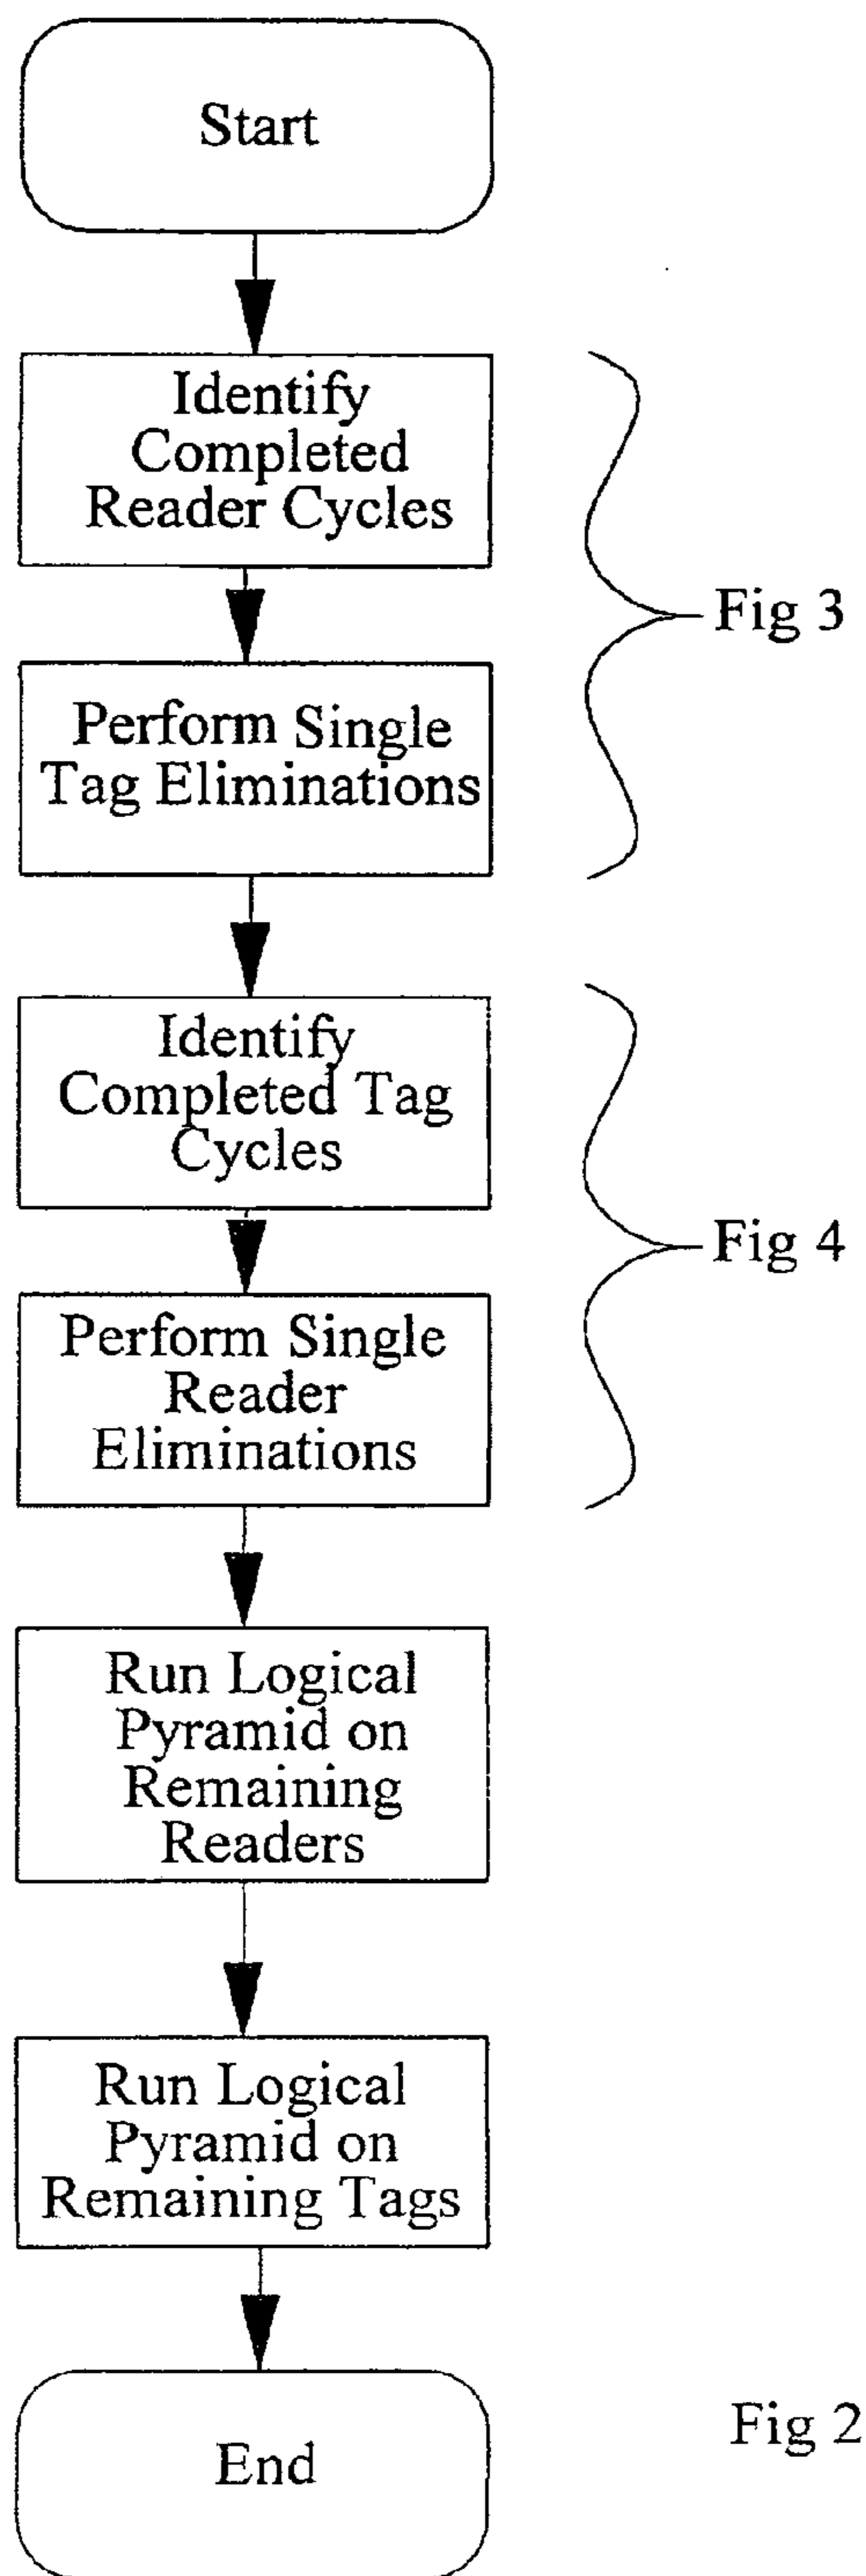 Start
Identify
Completed
Reader Cycles
Perform Single
Tag Eliminations
Fig 3
Identify
Completed Tag
Cycles
Perform Single
Reader
Eliminations
Fig 4
Run Logical
Pyramid on
Remaining
Readers
Run Logical
Pyramid on
Remaining Tags
End
Fig 2